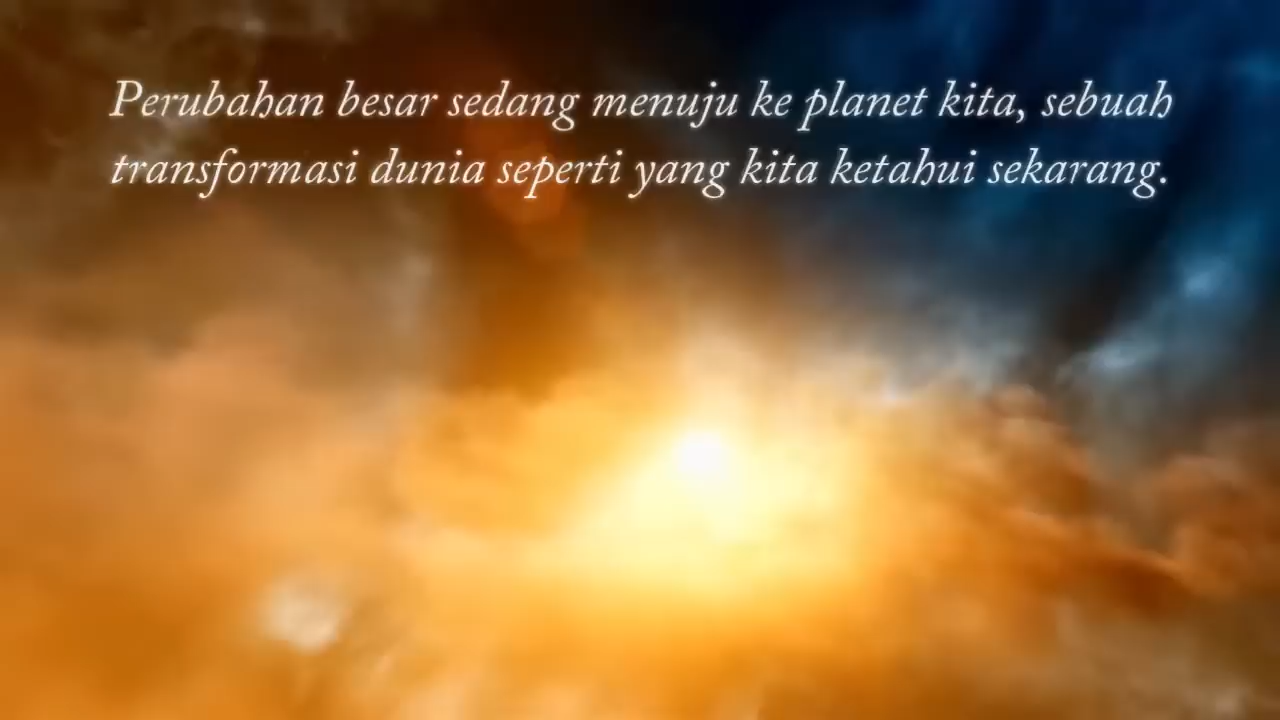 Perubahan besar sedang menuju ke planet kita, sebuah
transformasi dunia seperti yang kita ketahui sekarang.